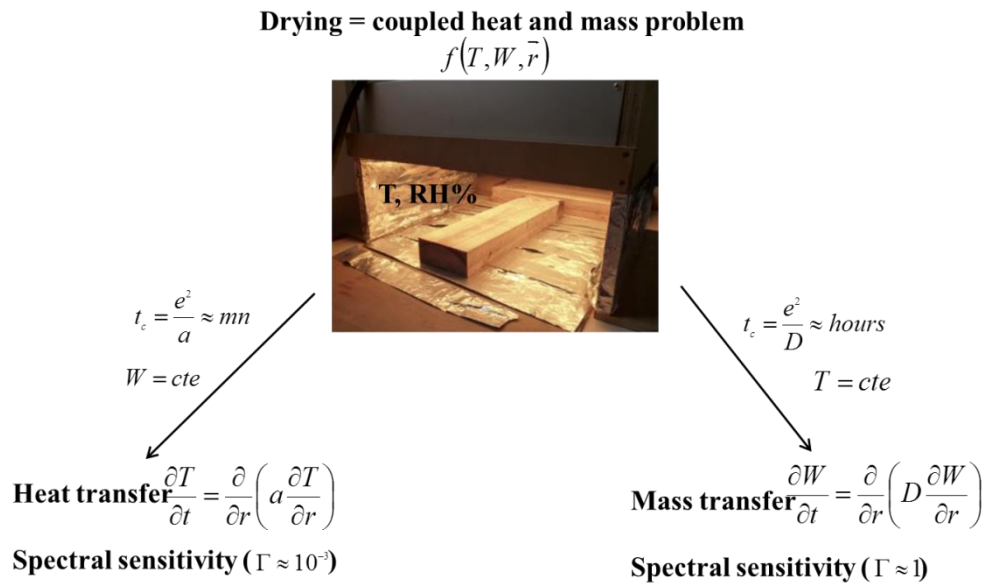 Drying = coupled heat and mass problem
f(T,W,r̄)
T, RH%
t_c = e²/a ≈ mn
W = cte
t_c = e²/D ≈ hours
T = cte
Heat transfer ∂T/∂t = ∂/∂r (a ∂T/∂r)
Spectral sensitivity ( Γ ≈ 10⁻³)
Mass transfer ∂W/∂t = ∂/∂r (D ∂W/∂r)
Spectral sensitivity ( Γ ≈ 1)